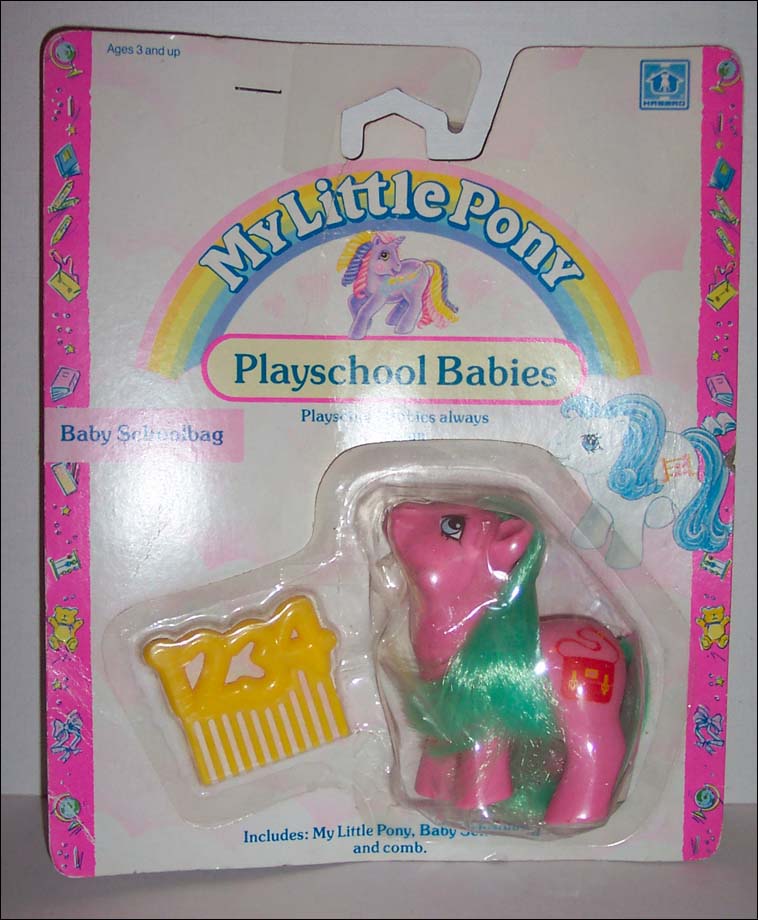 Ages 3 and up
HASBRO
My Little Pony
Playschool Babies
Playschool Babies always
Baby Schoolbag
1234
Includes: My Little Pony, Baby
and comb.